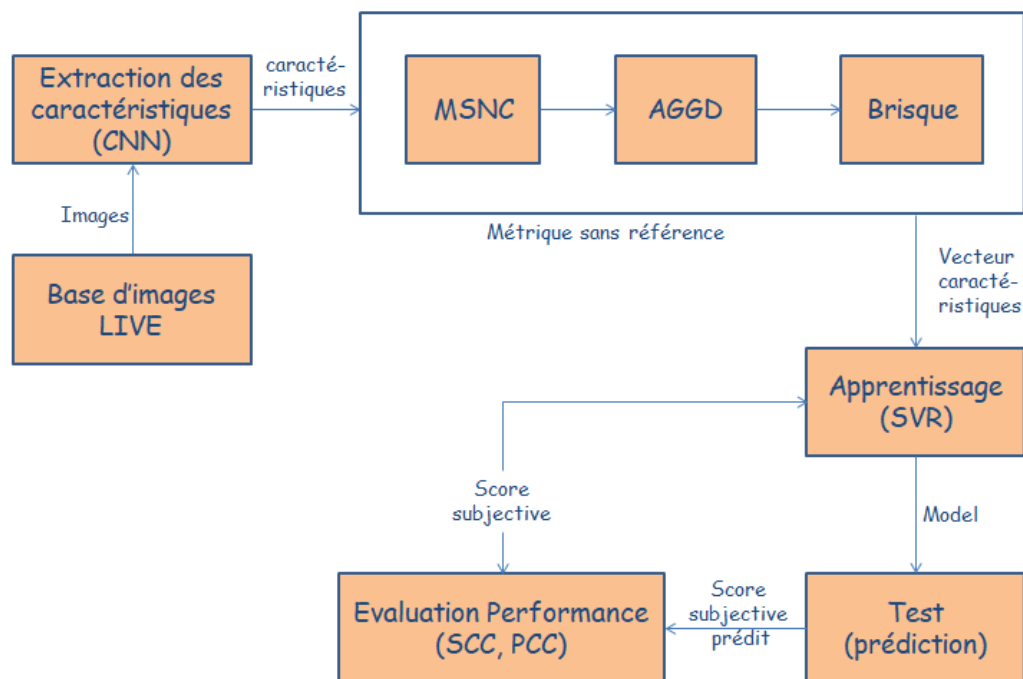 Extraction des
caractéristiques
(CNN)
caracté-
ristiques
MSNC
AGGD
Brisque
Métrique sans référence
Images
Base d'images
LIVE
Vecteur
caracté-
ristiques
Apprentissage
(SVR)
Score
subjective
Model
Evaluation Performance
(SCC, PCC)
Score
subjective
prédit
Test
(prédiction)